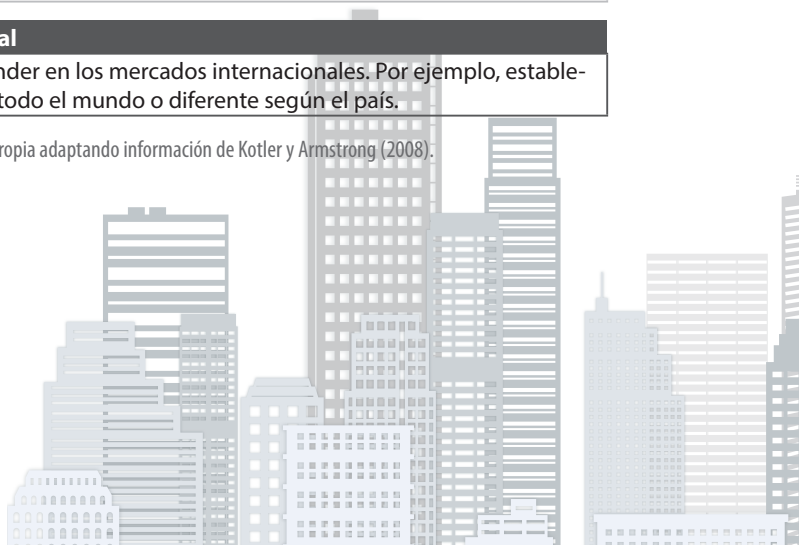 al
nder en los mercados internacionales. Por ejemplo, estable-
todo el mundo o diferente según el país.
ropia adaptando información de Kotler y Armstrong (2008).